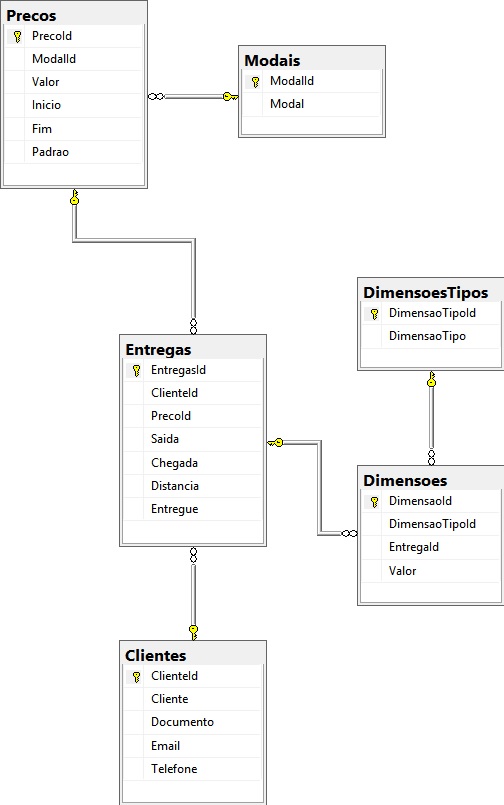 Precos
PrecoId
ModalId
Valor
Inicio
Fim
Padrao
Modais
ModalId
Modal
DimensoesTipos
DimensaoTipoId
DimensaoTipo
Entregas
EntregasId
ClienteId
PrecoId
Saida
Chegada
Distancia
Entregue
Dimensoes
DimensaoId
DimensaoTipoId
EntregaId
Valor
Clientes
ClienteId
Cliente
Documento
Email
Telefone